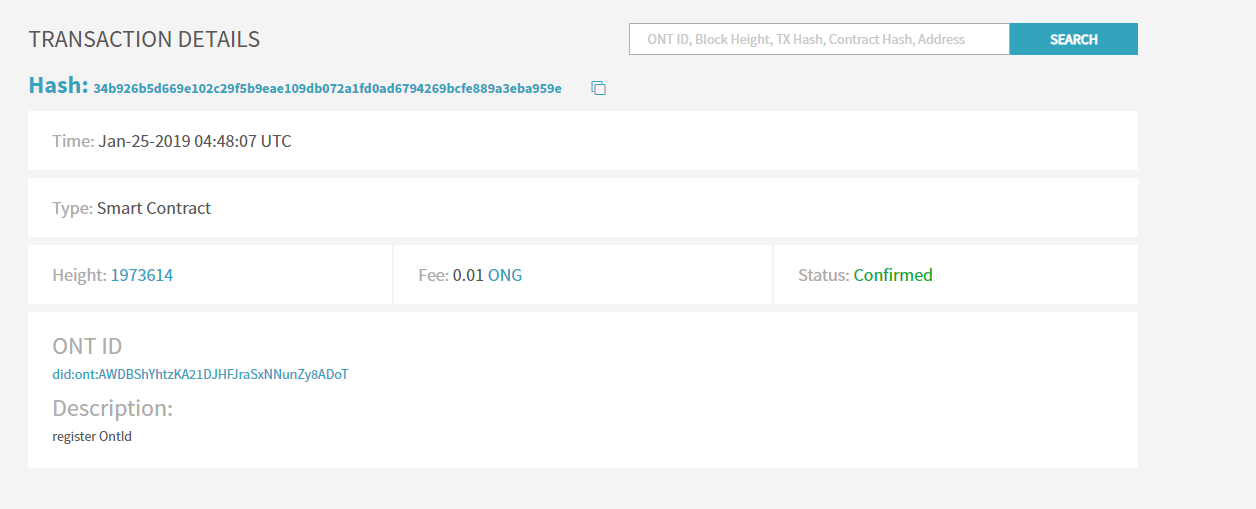 TRANSACTION DETAILS
ONT ID, Block Height, TX Hash, Contract Hash, Address
SEARCH
Hash: 34b926b5d669e102c29f5b9eae109db072a1fd0ad6794269bcfe889a3eba959e
Time: Jan-25-2019 04:48:07 UTC
Type: Smart Contract
Height: 1973614
Fee: 0.01 ONG
Status: Confirmed
ONT ID
did:ont:AWDBShYhtzKA21DJHFJraSxNNunZy8ADoT
Description:
register OntId